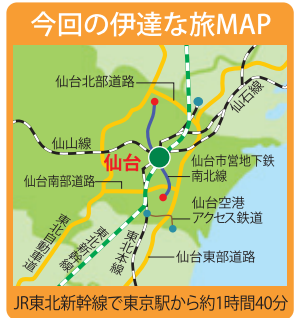 今回の伊達な旅MAP
仙台北部道路
仙石線
仙山線
仙台
仙台市営地下鉄
南北線
仙台南部道路
仙台空港
アクセス鉄道
東北自動車道
東北新幹線
東北本線
仙台東部道路
JR東北新幹線で東京駅から約1時間40分